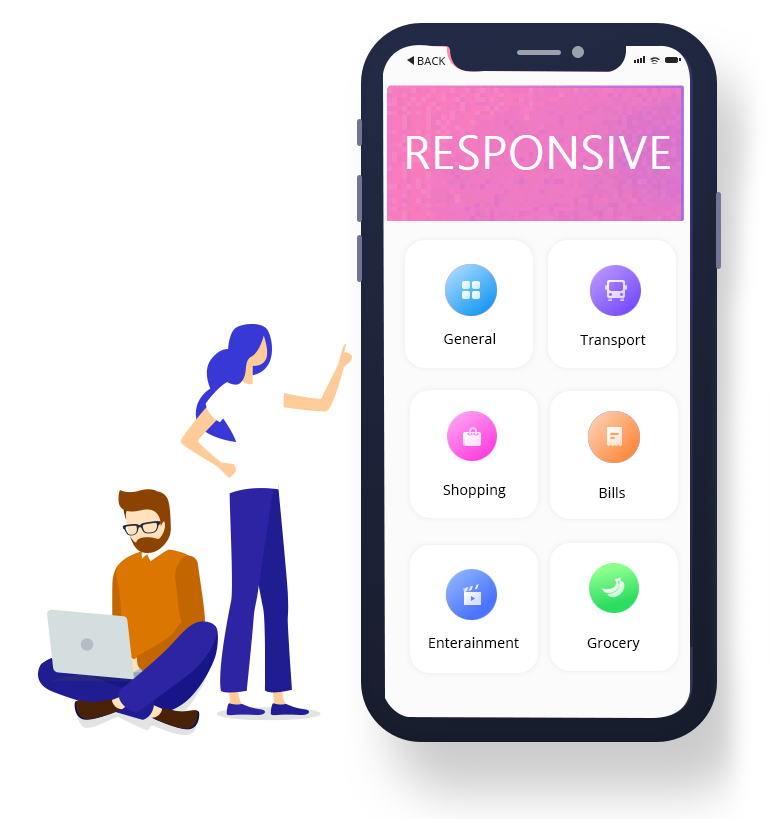 BACK
RESPONSIVE
General
Transport
Shopping
Bills
Enterainment
Grocery